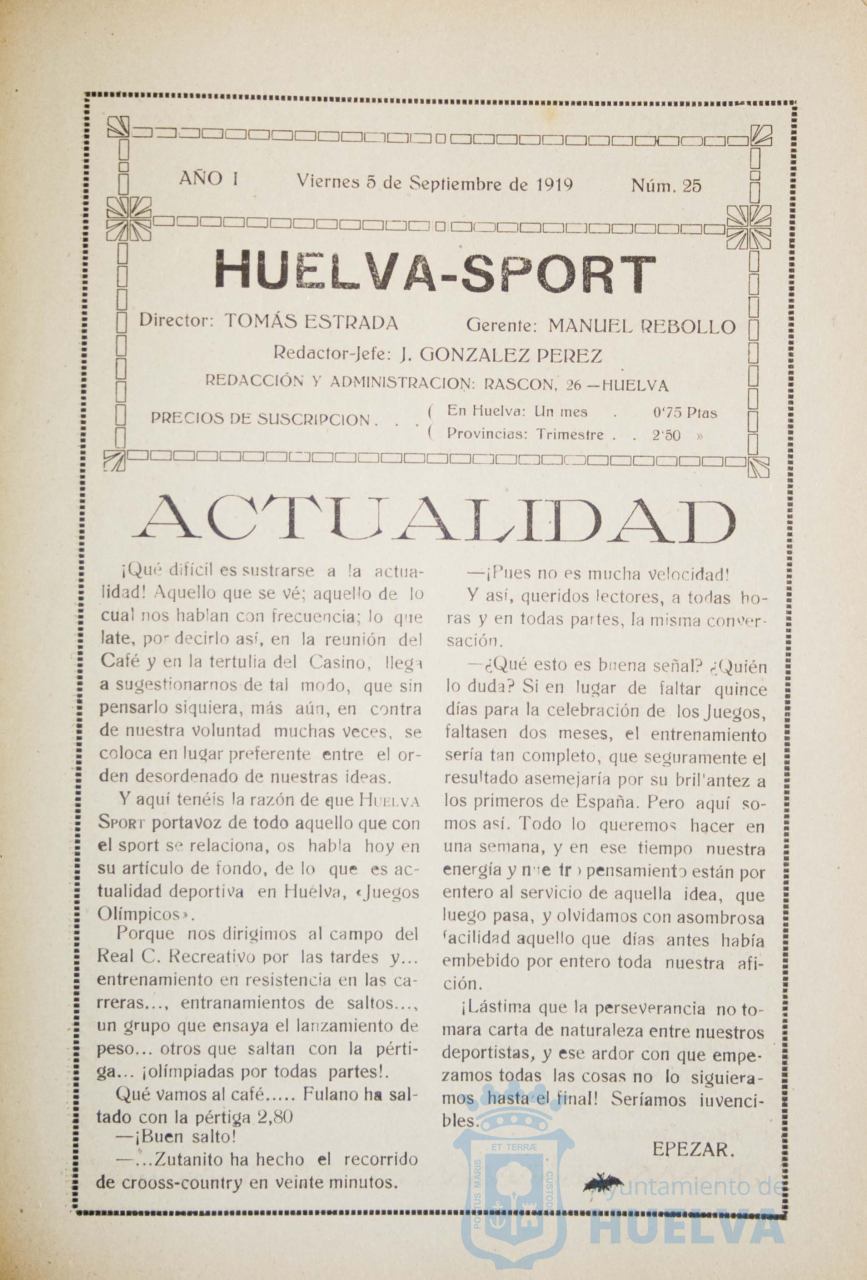 AÑO I Viernes 5 de Septiembre de 1919 Núm. 25
HUELVA-SPORT
Director: TOMÁS ESTRADA Gerente: MANUEL REBOLLO
Redactor-Jefe: J. GONZALEZ PEREZ
REDACCIÓN Y ADMINISTRACION: RASCON, 26 — HUELVA
PRECIOS DE SUSCRIPCION . . . ( En Huelva: Un mes . 0'75 Ptas
( Provincias: Trimestre . . 2'50 »
ACTUALIDAD
¡Qué difícil es sustrarse a la actua-
lidad! Aquello que se vé; aquello de lo
cual nos hablan con frecuencia; lo que
late, por decirlo así, en la reunión del
Café y en la tertulia del Casino, llega
a sugestionarnos de tal modo, que sin
pensarlo siquiera, más aún, en contra
de nuestra voluntad muchas veces, se
coloca en lugar preferente entre el or-
den desordenado de nuestras ideas.
Y aquí tenéis la razón de que HUELVA
SPORT portavoz de todo aquello que con
el sport se relaciona, os habla hoy en
su artículo de fondo, de lo que es ac-
tualidad deportiva en Huelva, «Juegos
Olímpicos».
Porque nos dirigimos al campo del
Real C. Recreativo por las tardes y...
entrenamiento en resistencia en las ca-
rreras..., entranamientos de saltos...,
un grupo que ensaya el lanzamiento de
peso... otros que saltan con la pérti-
ga... ¡olímpiadas por todas partes!.
Qué vamos al café..... Fulano ha sal-
tado con la pértiga 2,80
—¡Buen salto!
—...Zutanito ha hecho el recorrido
de crooss-country en veinte minutos.
—¡Pues no es mucha velocidad!
Y así, queridos lectores, a todas ho-
ras y en todas partes, la misma conver-
sación.
—¿Qué esto es buena señal? ¿Quién
lo duda? Si en lugar de faltar quince
días para la celebración de los Juegos,
faltasen dos meses, el entrenamiento
sería tan completo, que seguramente el
resultado asemejaría por su brillantez a
los primeros de España. Pero aquí so-
mos así. Todo lo queremos hacer en
una semana, y en ese tiempo nuestra
energía y pensamiento están por
entero al servicio de aquella idea, que
luego pasa, y olvidamos con asombrosa
facilidad aquello que días antes había
embebido por entero toda nuestra afi-
ción.
¡Lástima que la perseverancia no to-
mara carta de naturaleza entre nuestros
deportistas, y ese ardor con que empe-
zamos todas las cosas no lo siguiera-
mos hasta el final! Seríamos iuvenci-
bles.
EPEZAR.
PORTUS MARIS ET TERRÆ CUSTODIA
Ayuntamiento de
HUELVA